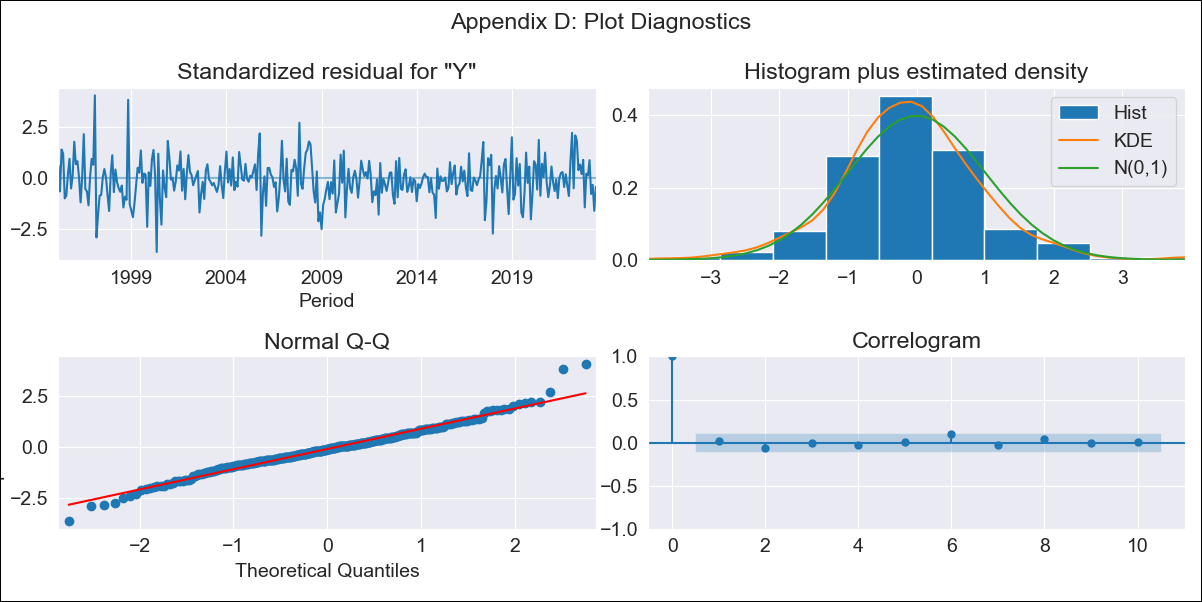 Appendix D: Plot Diagnostics
Standardized residual for "Y"
2.5
0.0
−2.5
1999 2004 2009 2014 2019
Period
Histogram plus estimated density
0.4
0.2
0.0
−3 −2 −1 0 1 2 3
Hist
KDE
N(0,1)
Normal Q-Q
2.5
0.0
−2.5
−2 −1 0 1 2
Theoretical Quantiles
Correlogram
1.0
0.5
0.0
−0.5
−1.0
0 2 4 6 8 10